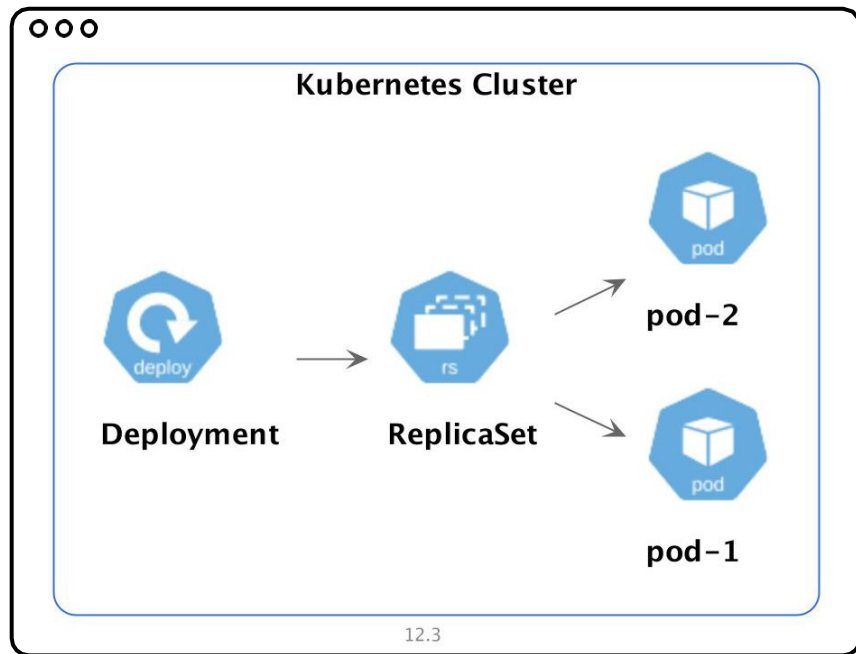 Kubernetes Cluster
pod
pod-2
deploy
Deployment
rs
ReplicaSet
pod
pod-1
12.3